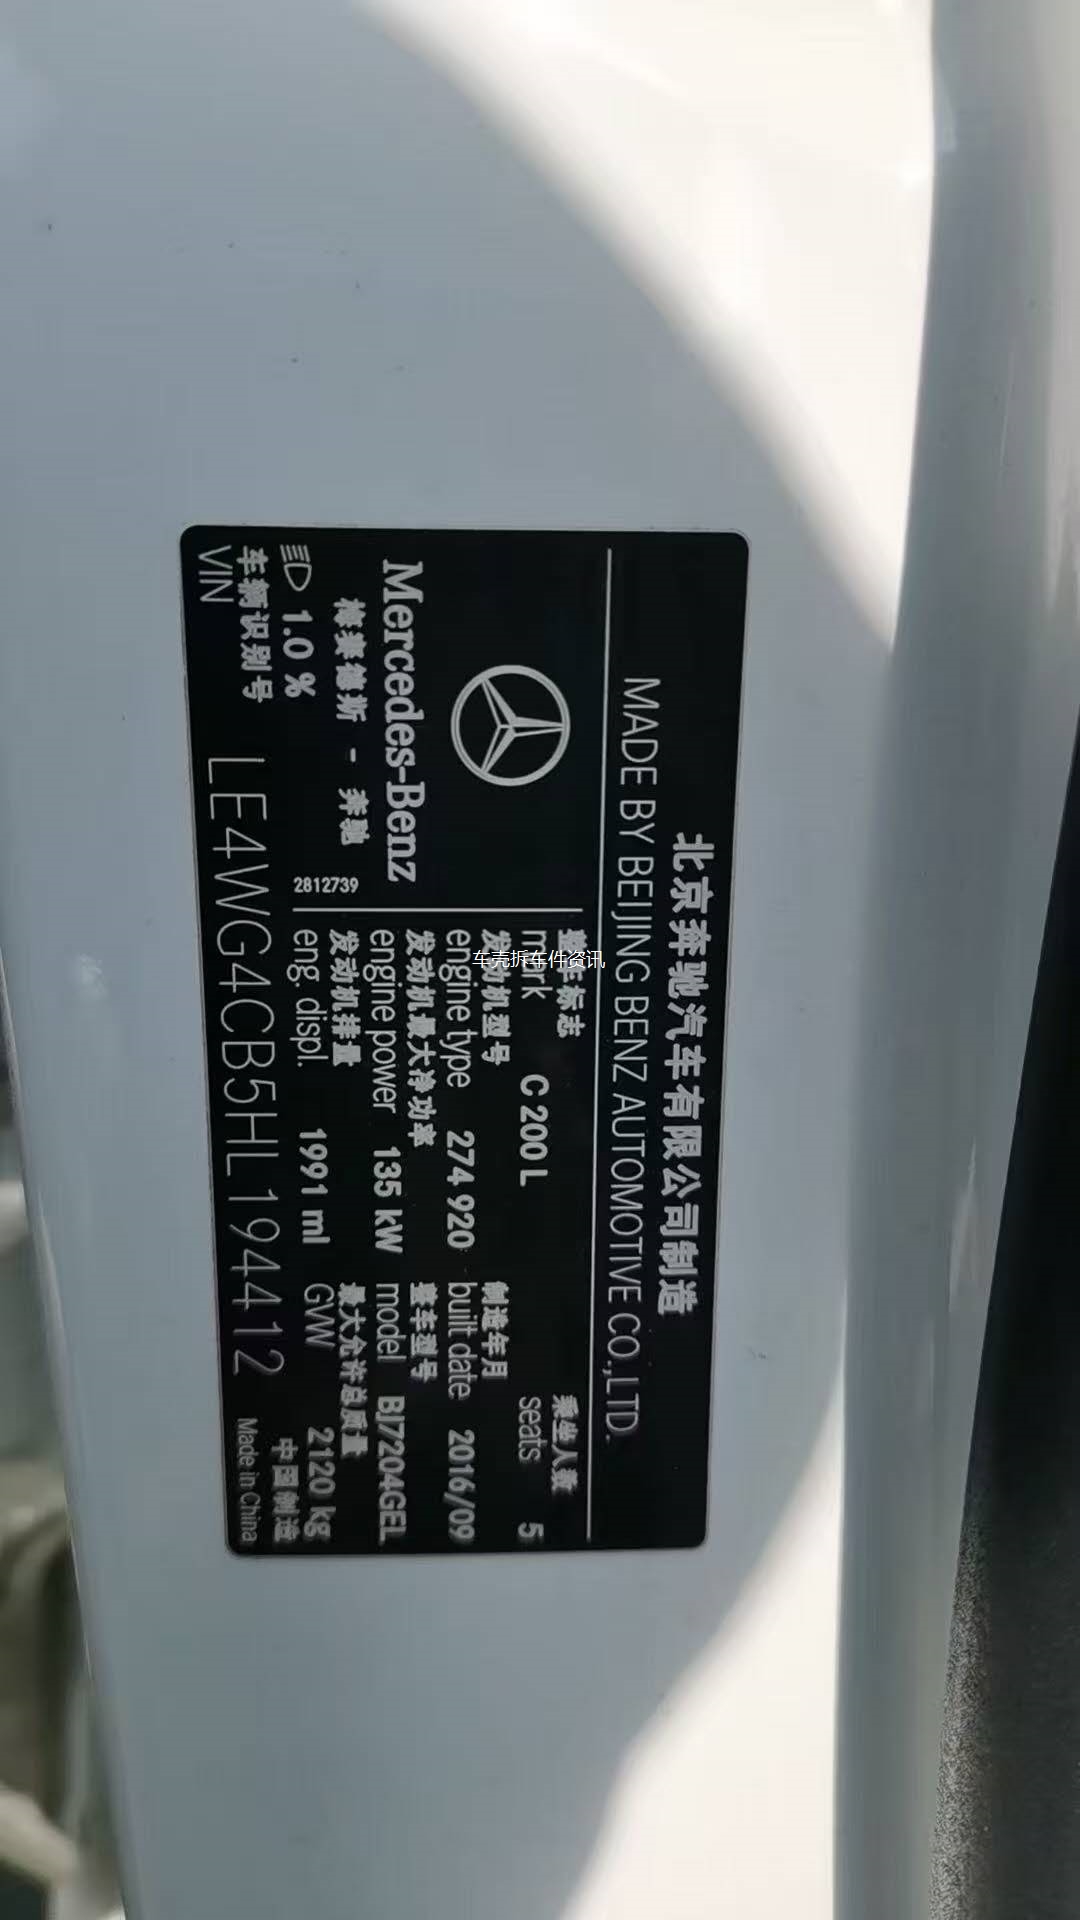 北京奔驰汽车有限公司制造
MADE BY BEIJING BENZ AUTOMOTIVE CO.,LTD.
Mercedes-Benz
梅赛德斯 - 奔驰
1.0 %
2812739
整车标志
mark C 200 L
乘坐人数
seats 5
发动机型号
engine type 274 920
制造年月
built date 2016/09
发动机最大净功率
engine power 135 kW
整车型号
model BJ7204GEL
发动机排量
eng. displ. 1991 ml
最大允许总质量
GVW 2120 kg
车辆识别号
VIN LE4WG4CB5HL194412
中国制造
Made in China
车壳拆车件资讯